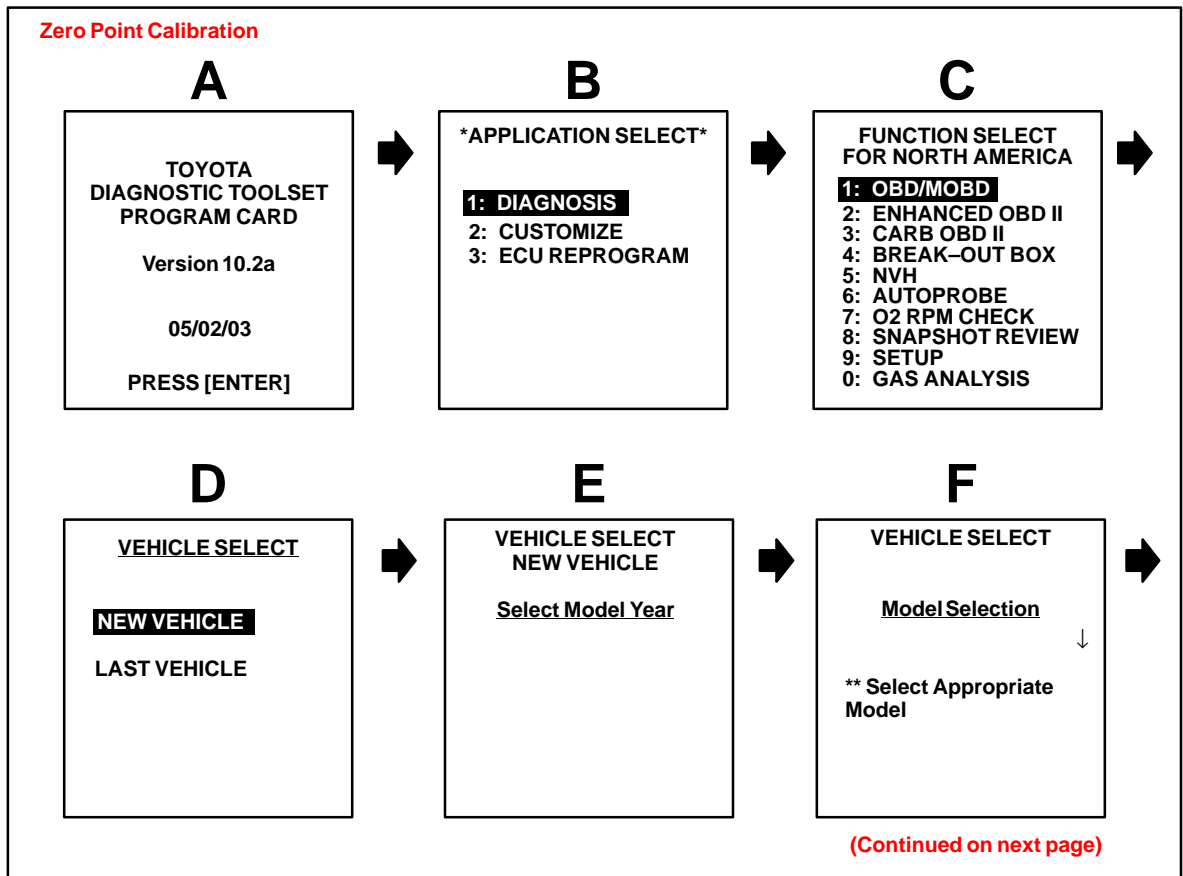 Zero Point Calibration
A
B
C
TOYOTA
DIAGNOSTIC TOOLSET
PROGRAM CARD
Version 10.2a
05/02/03
PRESS [ENTER]
*APPLICATION SELECT*
1: DIAGNOSIS
2: CUSTOMIZE
3: ECU REPROGRAM
FUNCTION SELECT
FOR NORTH AMERICA
1: OBD/MOBD
2: ENHANCED OBD II
3: CARB OBD II
4: BREAK–OUT BOX
5: NVH
6: AUTOPROBE
7: O2 RPM CHECK
8: SNAPSHOT REVIEW
9: SETUP
0: GAS ANALYSIS
D
E
F
VEHICLE SELECT
NEW VEHICLE
LAST VEHICLE
VEHICLE SELECT
NEW VEHICLE
Select Model Year
VEHICLE SELECT
Model Selection
↓
** Select Appropriate
Model
(Continued on next page)